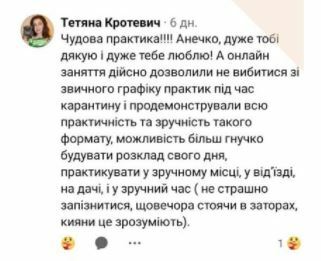 Тетяна Кротевич · 6 дн.
Чудова практика!!!! Анечко, дуже тобі
дякую і дуже тебе люблю! А онлайн
заняття дійсно дозволили не вибитися зі
звичного графіку практик під час
карантину і продемонстрували всю
практичність та зручність такого
формату, можливість більш гнучко
будувати розклад свого дня,
практикувати у зручному місці, у від'їзді,
на дачі, і у зручний час ( не страшно
запізнитися, щовечора стоячи в заторах,
кияни це зрозуміють).
1